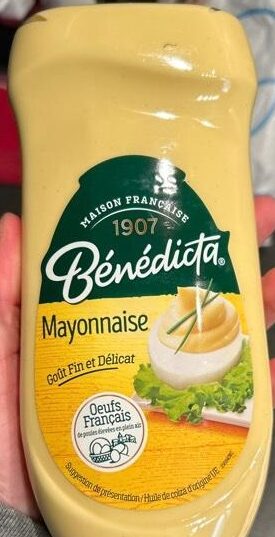 MAISON FRANÇAISE
1907
Bénédicta®
Mayonnaise
Goût Fin et Délicat
Oeufs
Français
de poules élevées en plein air
Suggestion de présentation / Huile de colza d'origine UE